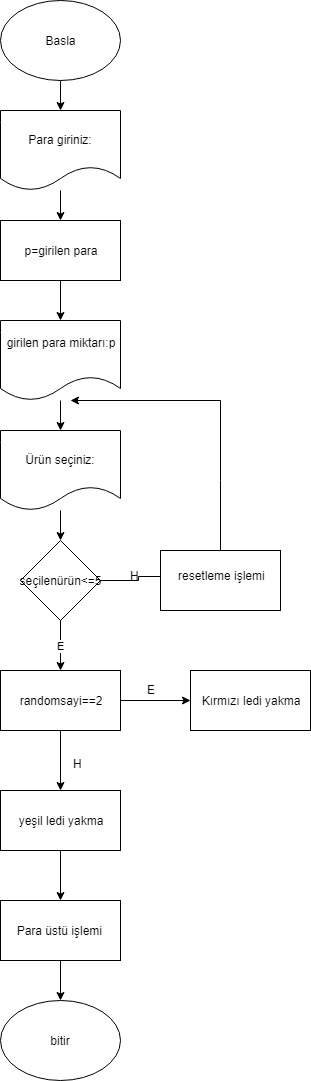 Basla
Para giriniz:
p=girilen para
girilen para miktarı:p
Ürün seçiniz:
seçilenürün<=5
H
resetleme işlemi
E
randomsayi==2
E
Kırmızı ledi yakma
H
yeşil ledi yakma
Para üstü işlemi
bitir